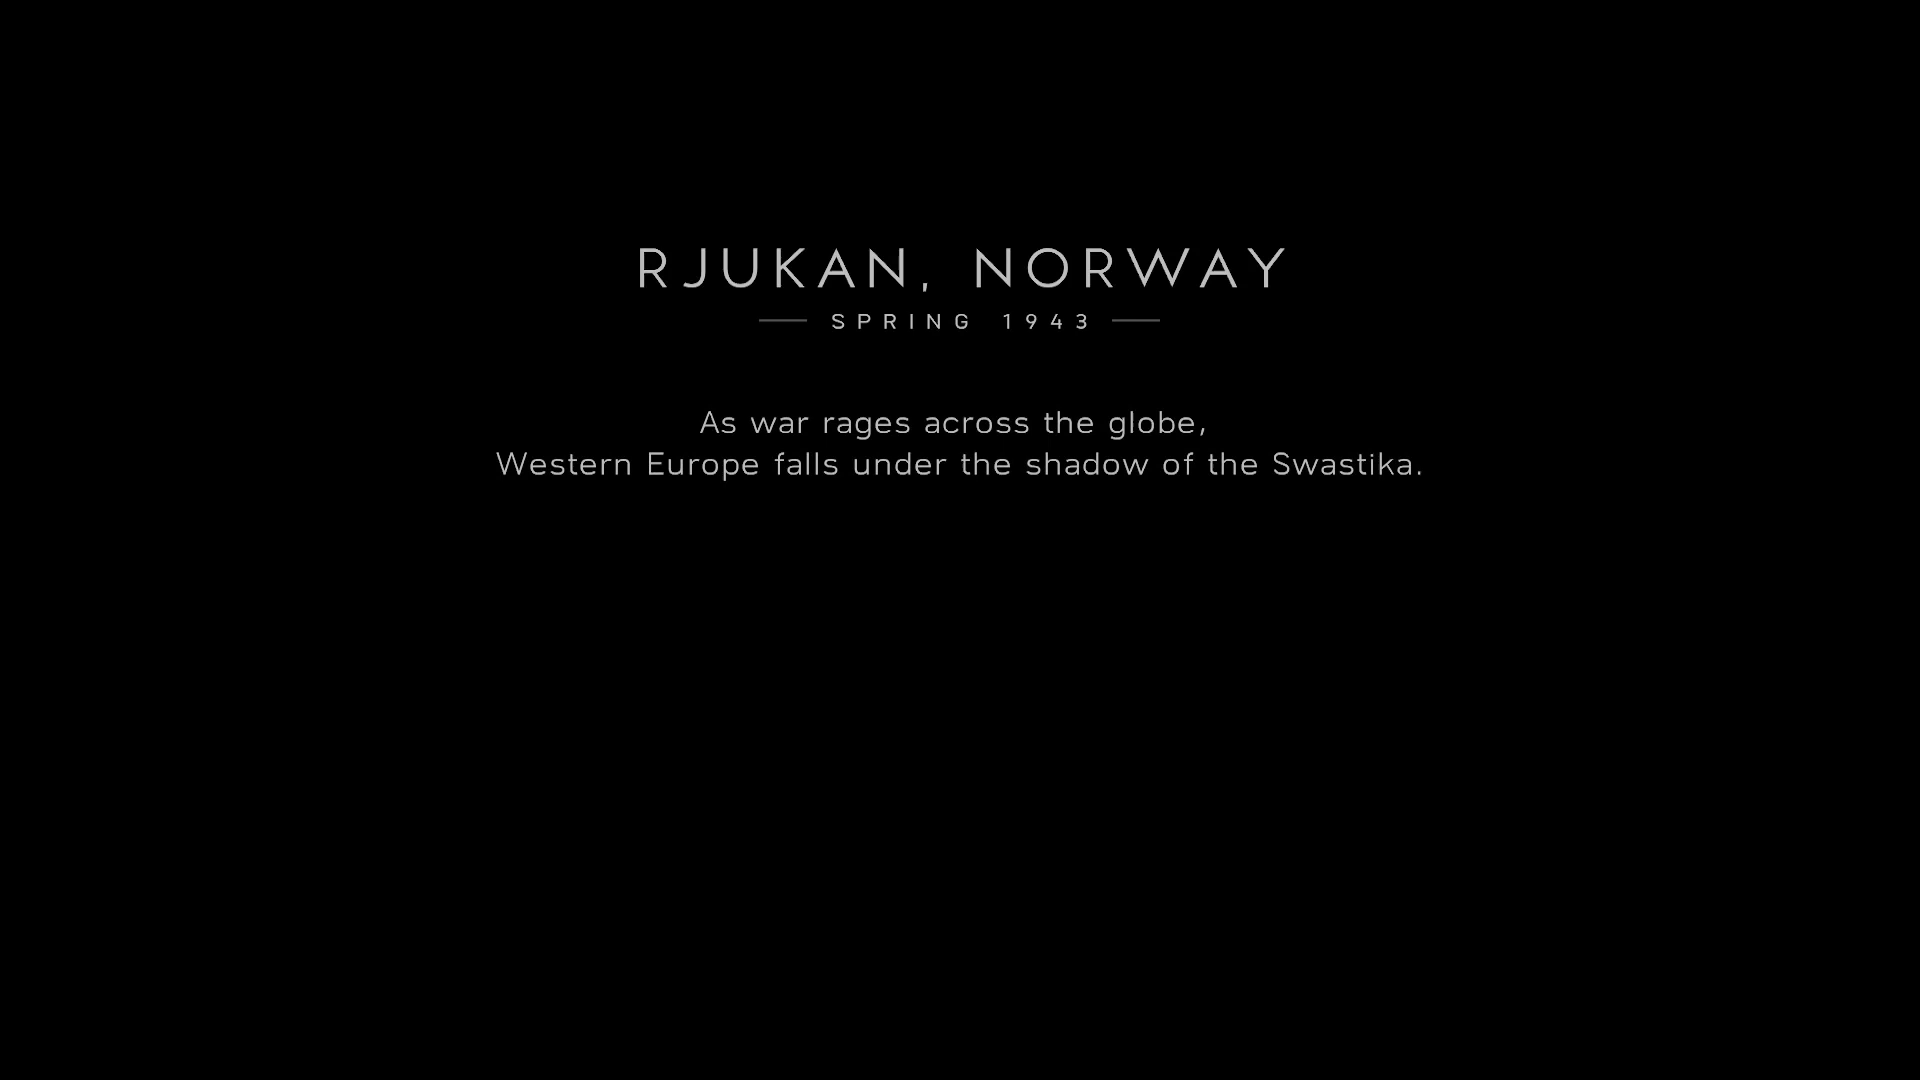 RJUKAN, NORWAY
SPRING 1943
As war rages across the globe,
Western Europe falls under the shadow of the Swastika.